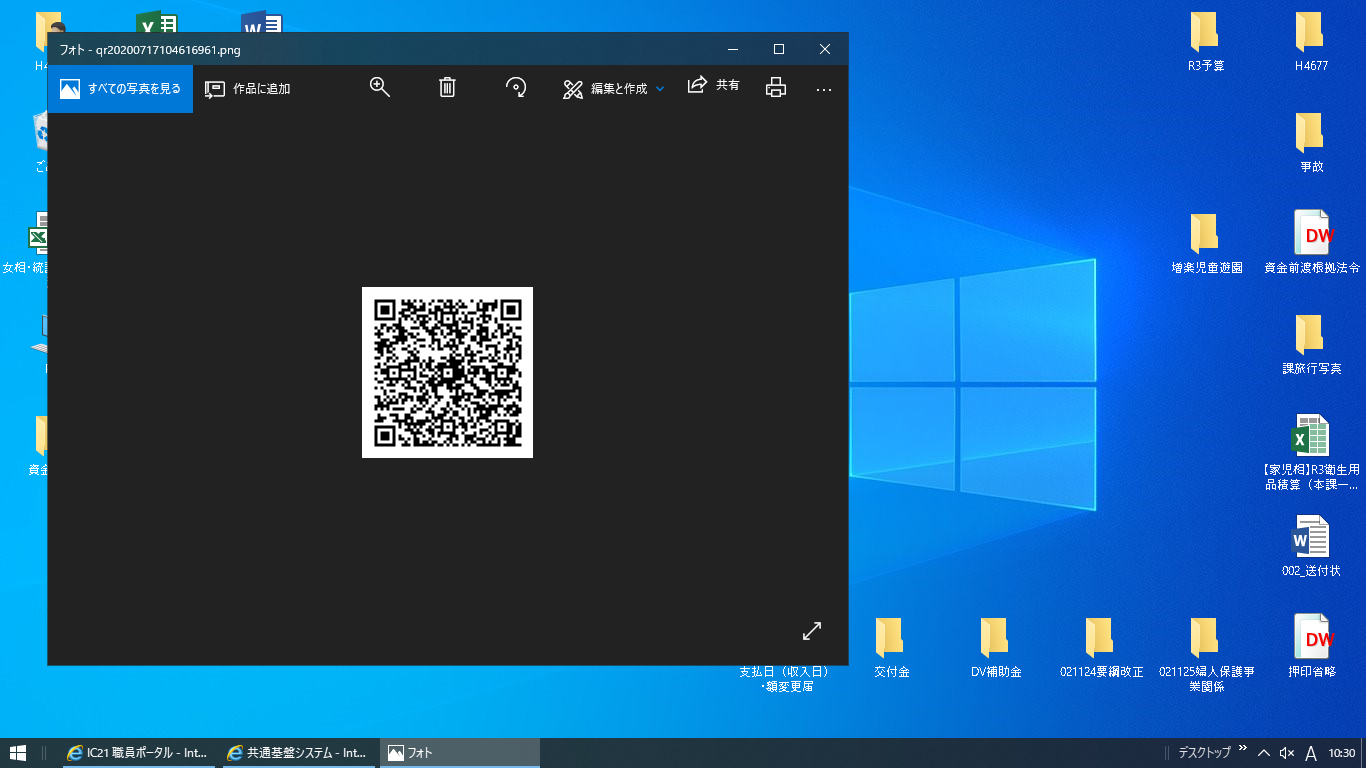 フォト - qr20200717104616961.png
すべての写真を見る
作品に追加
編集と作成
共有
R3予算
H4677
事故
女相・統
増楽児童遊園
資金前渡根拠法令
課旅行写真
資金
【家児相】R3衛生用
品積算（本課一...
002_送付状
支払日（収入日）
・額変更届
交付金
DV補助金
021124要綱改正
021125婦人保護事
業関係
押印省略
DW
DW
IC21 職員ポータル - Int...
共通基盤システム - Int...
フォト
デスクトップ
A
10:30